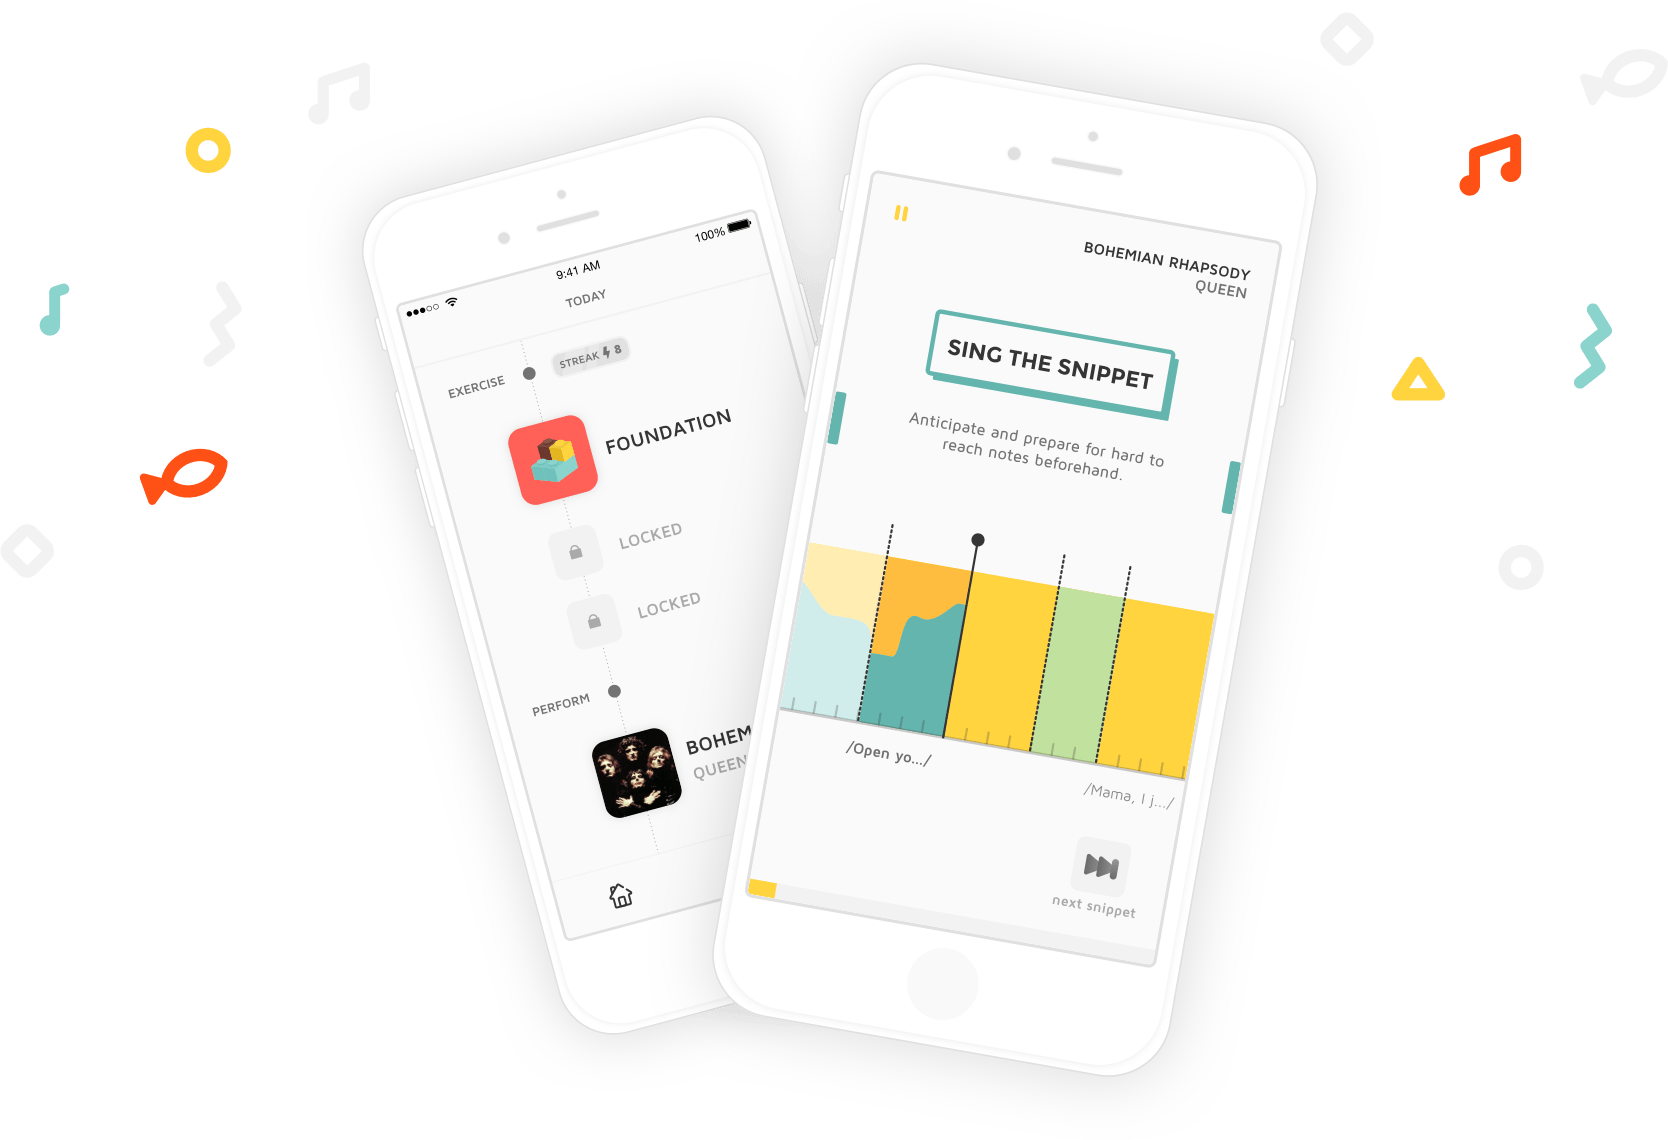 9:41 AM
100%
TODAY
STREAK 8
EXERCISE
FOUNDATION
LOCKED
LOCKED
PERFORM
BOHEM
QUEEN
BOHEMIAN RHAPSODY
QUEEN
SING THE SNIPPET
Anticipate and prepare for hard to
reach notes beforehand.
/Open yo.../
/Mama, I j.../
next snippet